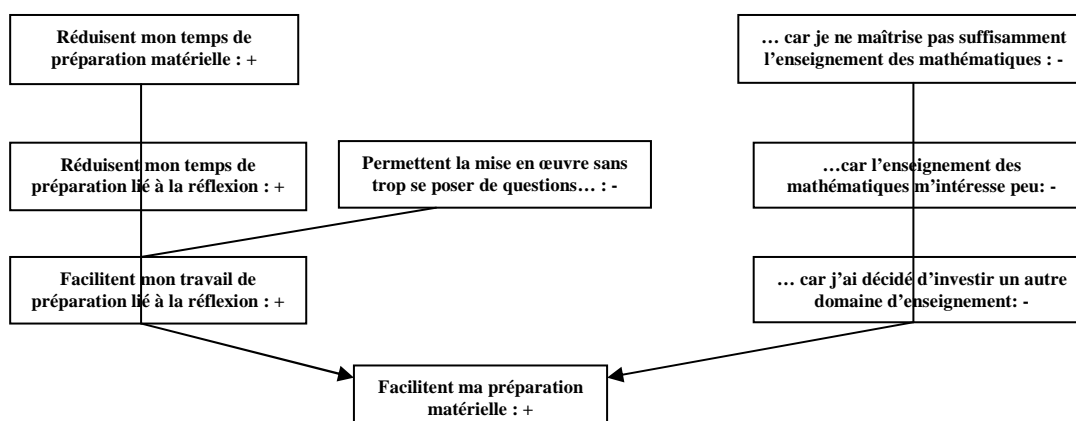 Réduisent mon temps de
préparation matérielle : +
… car je ne maîtrise pas suffisamment
l'enseignement des mathématiques : -
Réduisent mon temps de
préparation lié à la réflexion : +
Permettent la mise en œuvre sans
trop se poser de questions… : -
…car l'enseignement des
mathématiques m'intéresse peu: -
Facilitent mon travail de
préparation lié à la réflexion : +
… car j'ai décidé d'investir un autre
domaine d'enseignement: -
Facilitent ma préparation
matérielle : +